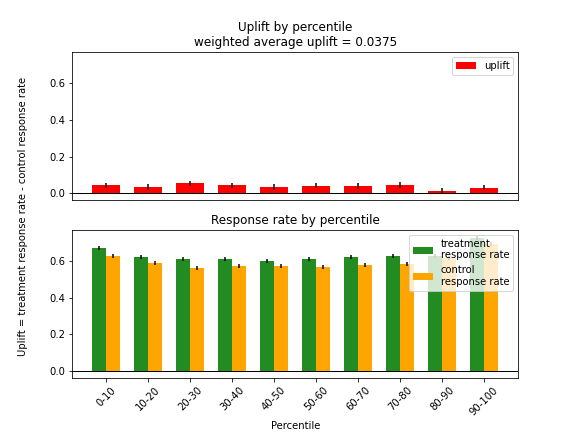 Uplift by percentile
weighted average uplift = 0.0375
uplift
0.6
0.4
0.2
0.0
Uplift = treatment response rate - control response rate
Response rate by percentile
treatment
response rate
control
response rate
0.6
0.4
0.2
0.0
0-10
10-20
20-30
30-40
40-50
50-60
60-70
70-80
80-90
90-100
Percentile